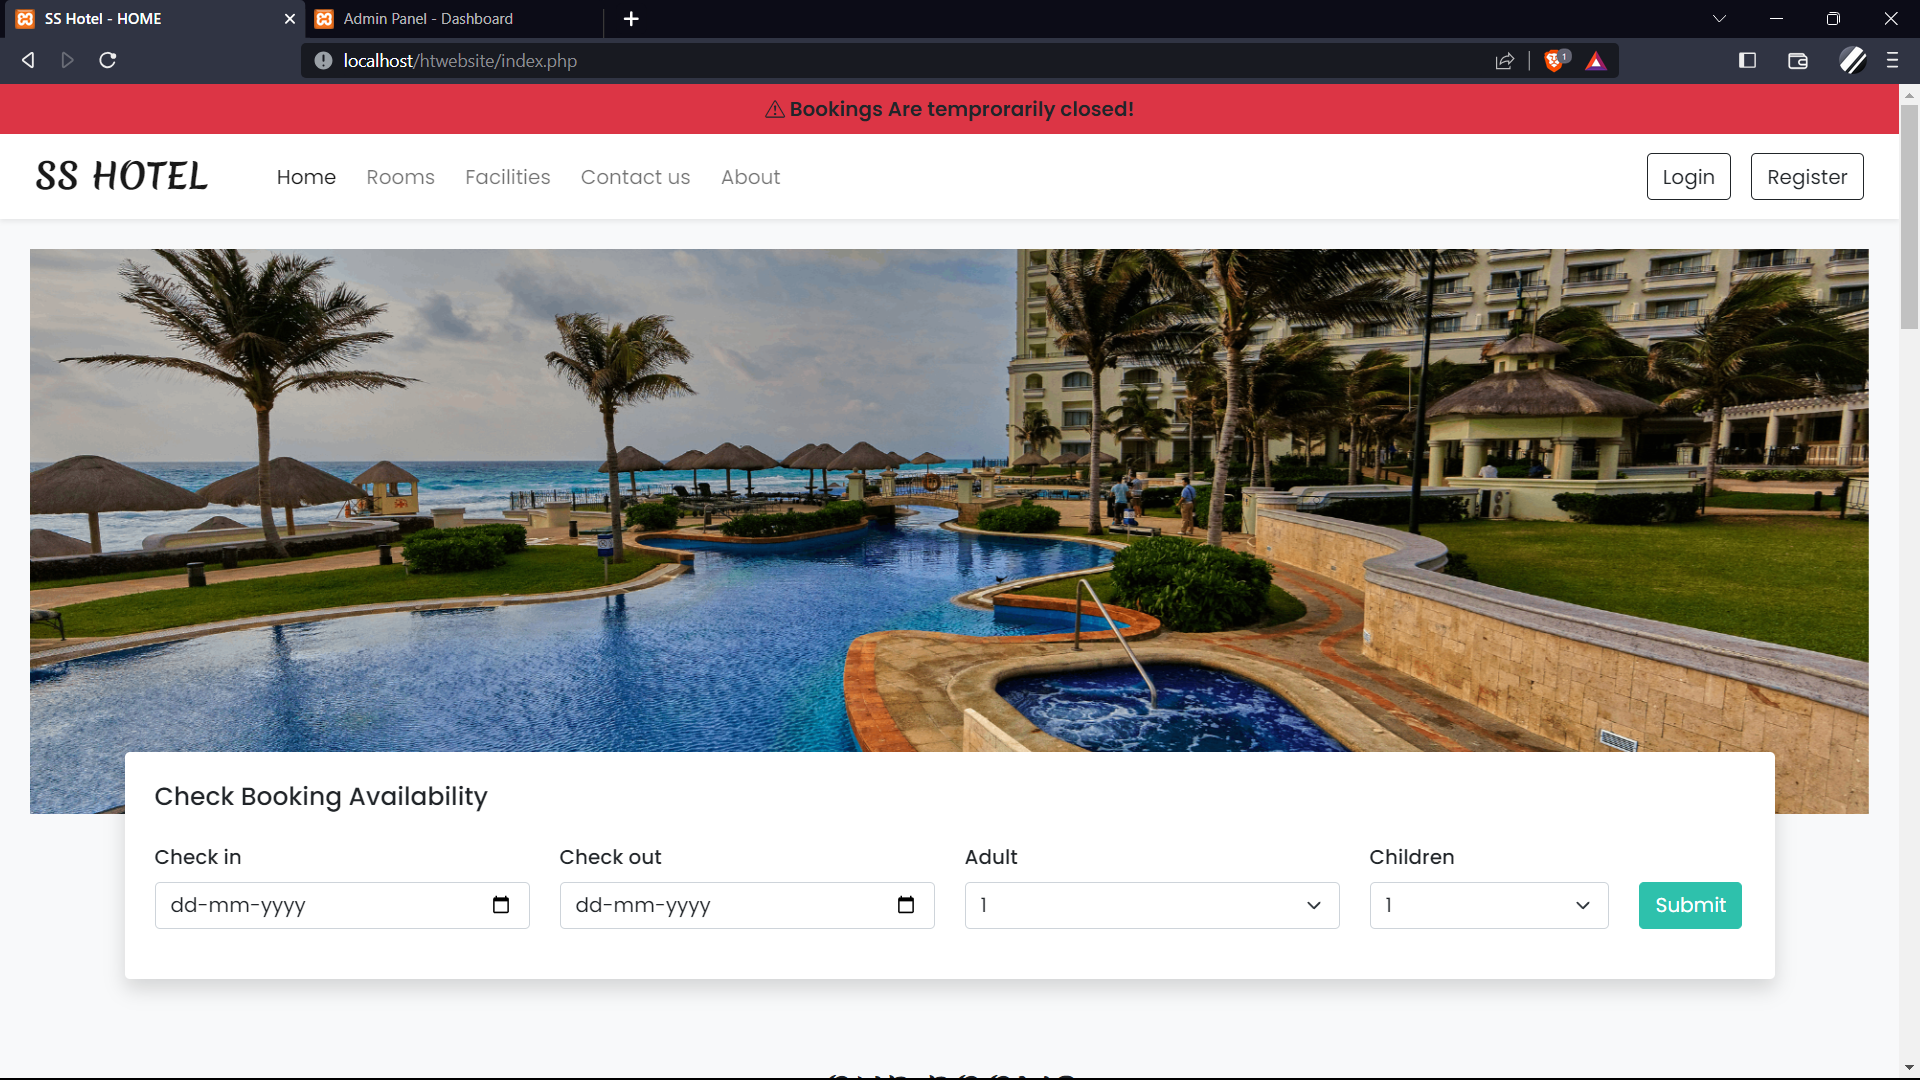 SS Hotel - HOME
Admin Panel - Dashboard
localhost/htwebsite/index.php
1
Bookings Are temprorarily closed!
SS HOTEL
Home Rooms Facilities Contact us About
Login Register
Check Booking Availability
Check in Check out Adult Children
dd-mm-yyyy dd-mm-yyyy 1 1 Submit